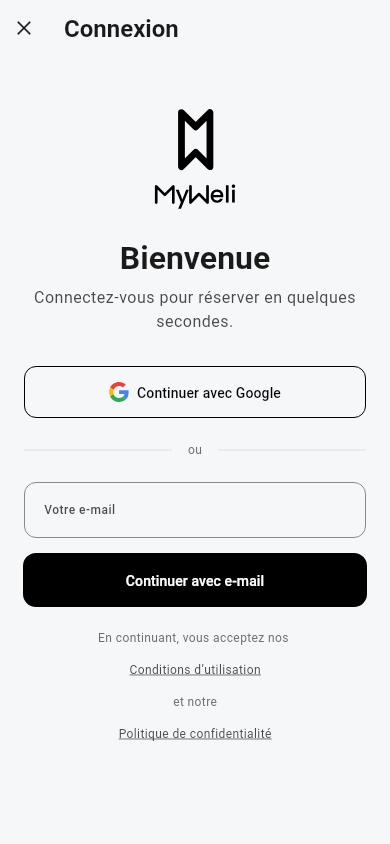 Connexion
MyWeli
Bienvenue
Connectez-vous pour réserver en quelques
secondes.
Continuer avec Google
ou
Votre e-mail
Continuer avec e-mail
En continuant, vous acceptez nos
Conditions d'utilisation
et notre
Politique de confidentialité